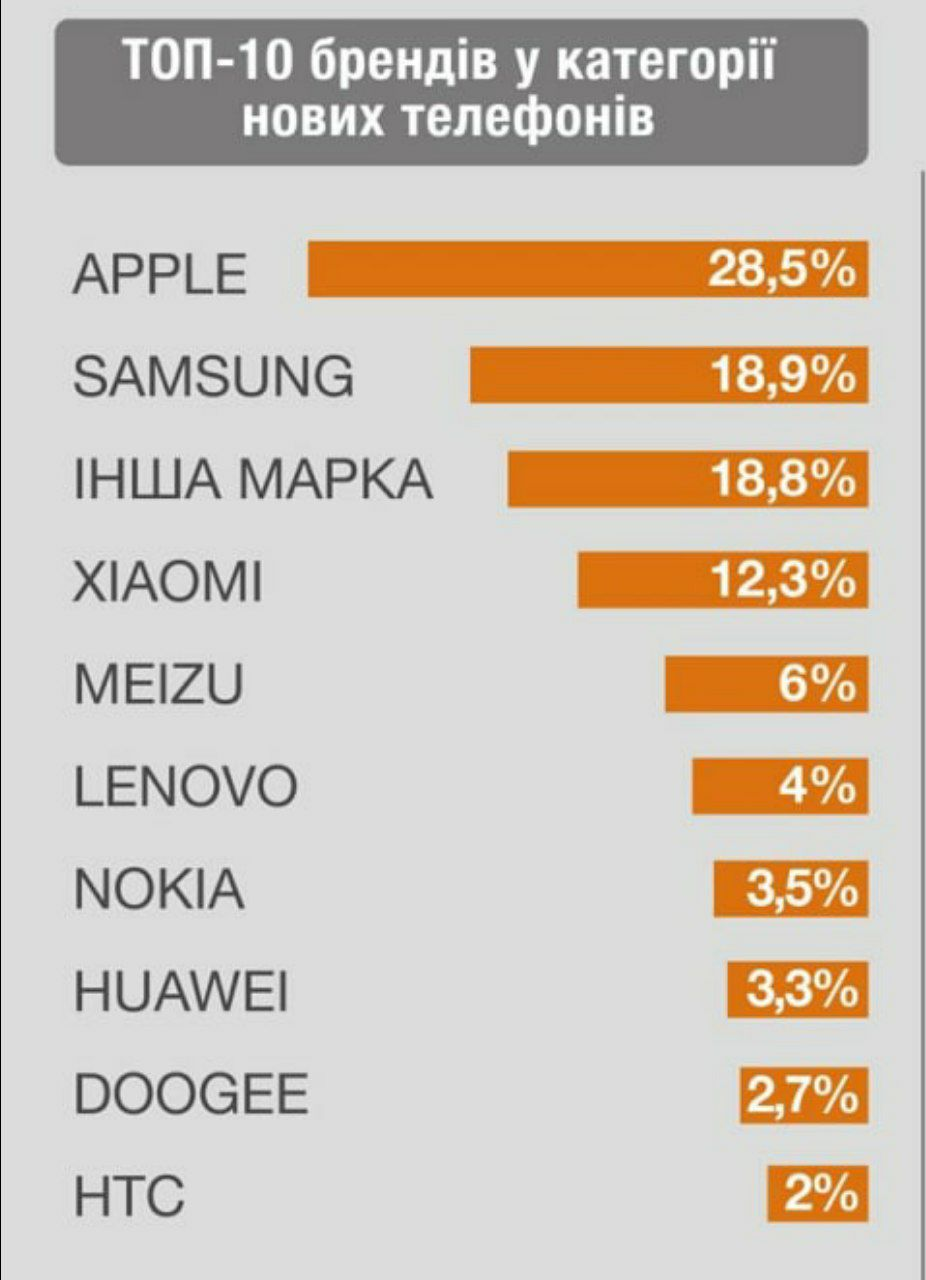 ТОП-10 брендів у категорії
нових телефонів
APPLE 28,5%
SAMSUNG 18,9%
ІНША МАРКА 18,8%
XIAOMI 12,3%
MEIZU 6%
LENOVO 4%
NOKIA 3,5%
HUAWEI 3,3%
DOOGEE 2,7%
HTC 2%